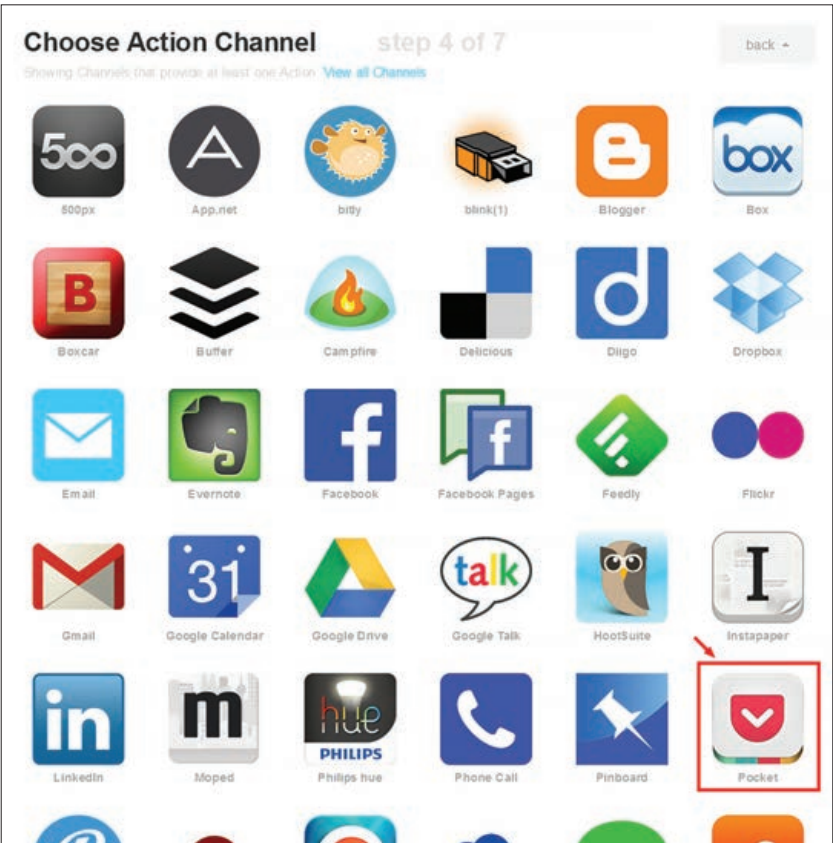 Choose Action Channel step 4 of 7 back
Showing Channels that provide at least one Action View all Channels
500
500px App.net bitly blink(1) Blogger Box
box
B
Boxcar Buffer Campfire Delicious Diigo Dropbox
d
f f
Email Evernote Facebook Facebook Pages Feedly Flickr
M 31 talk I
Gmail Google Calendar Google Drive Google Talk HootSuite Instapaper
in m hue
PHILIPS
LinkedIn Moped Philips hue Phone Call Pinboard Pocket